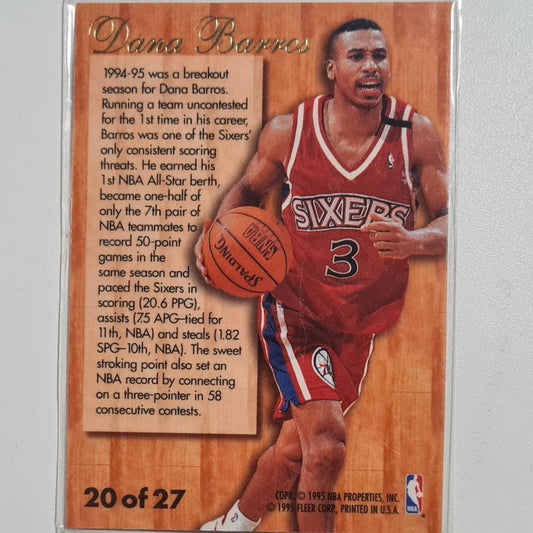 Dana Barros
1994-95 was a breakout
season for Dana Barros.
Running a team uncontested
for the 1st time in his career,
Barros was one of the Sixers'
only consistent scoring
threats. He earned his
1st NBA All-Star berth,
became one-half of
only the 7th pair of
NBA teammates to
record 50-point
games in the
same season and
paced the Sixers in
scoring (20.6 PPG),
assists (7.5 APG–tied for
11th, NBA) and steals (1.82
SPG–10th, NBA). The sweet
stroking point also set an
NBA record by connecting
on a three-pointer in 58
consecutive contests.
SIXERS
3
SPALDING
20 of 27
COPR. © 1995 NBA PROPERTIES, INC.
© 1995 FLEER CORP., PRINTED IN U.S.A.
NBA